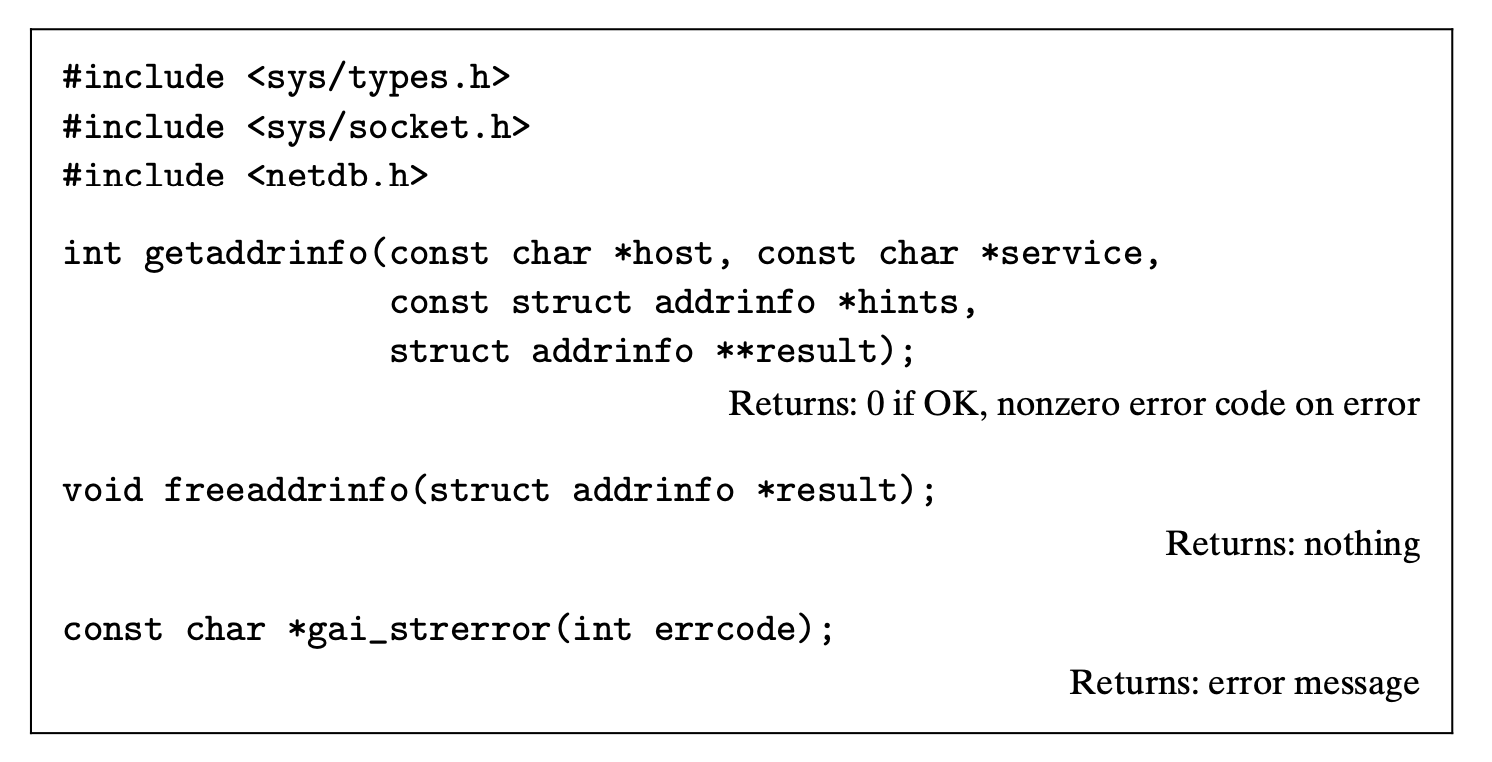 #include <sys/types.h>
#include <sys/socket.h>
#include <netdb.h>
int getaddrinfo(const char *host, const char *service,
const struct addrinfo *hints,
struct addrinfo **result);
Returns: 0 if OK, nonzero error code on error
void freeaddrinfo(struct addrinfo *result);
Returns: nothing
const char *gai_strerror(int errcode);
Returns: error message